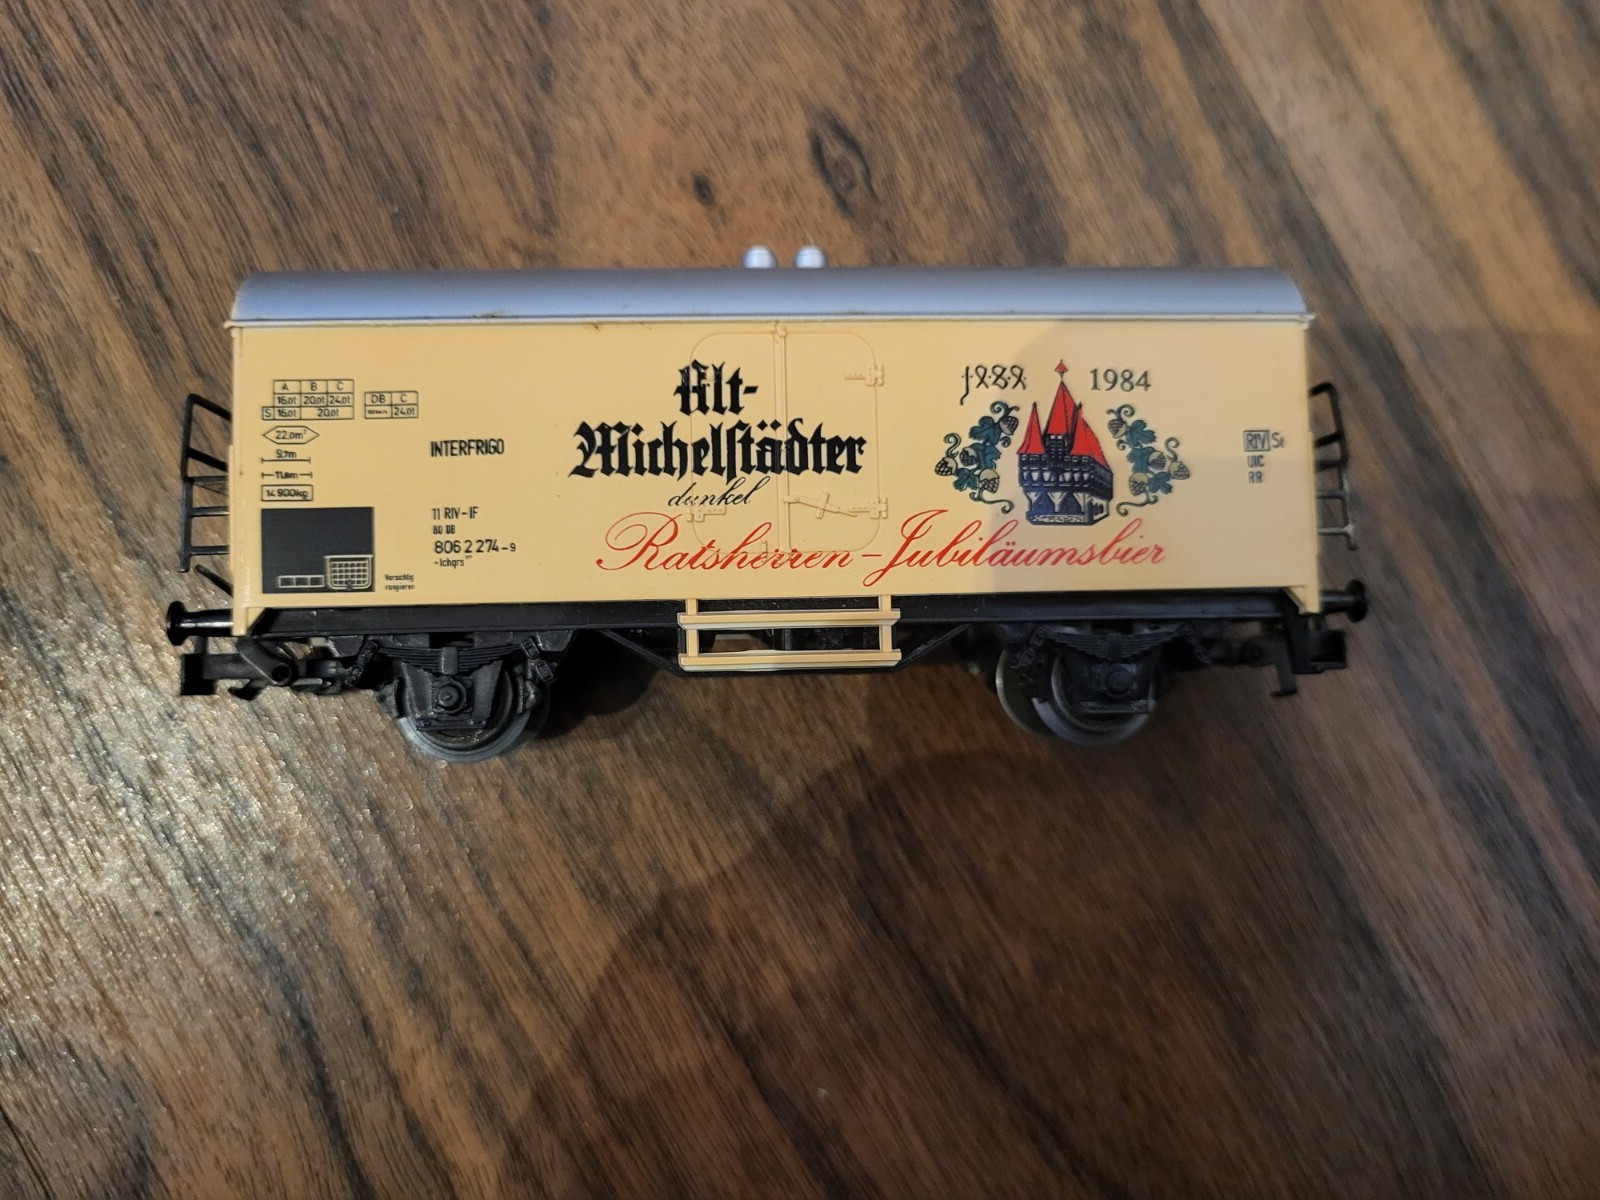 A B C
16,0t 20,0t 24,0t
S 16,0t 20,0t
DB C
24,0t
22,0m²
9,7m
11,8m
14 900kg
INTERFRIGO
11 RIV-IF
80 DB
806 2 274-9
-Ichqrs
Vorsichtig
rangieren
Alt-
Michelſtädter
dunkel
Ratsherren-Jubiläumsbier
1984
RIV St
UIC
RR